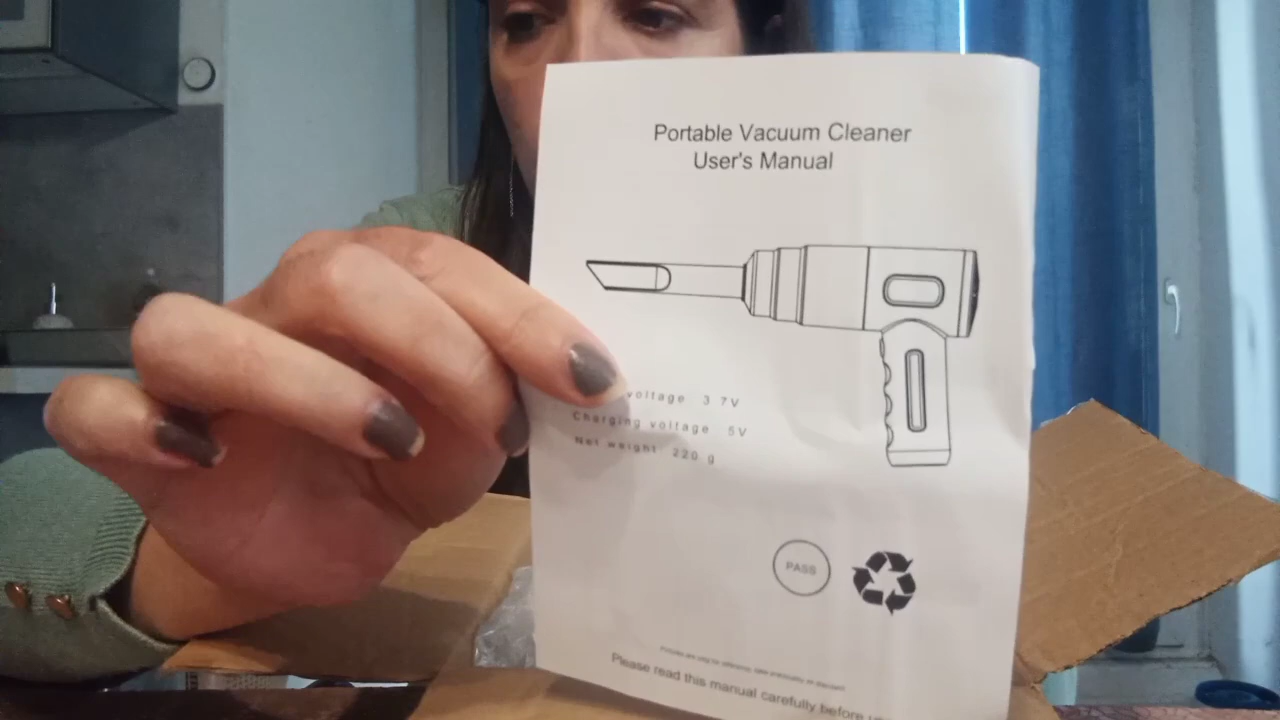 Portable Vacuum Cleaner
User's Manual
voltage 3 7V
Charging voltage 5V
Net weight: 220 g
PASS
Please read this manual carefully before